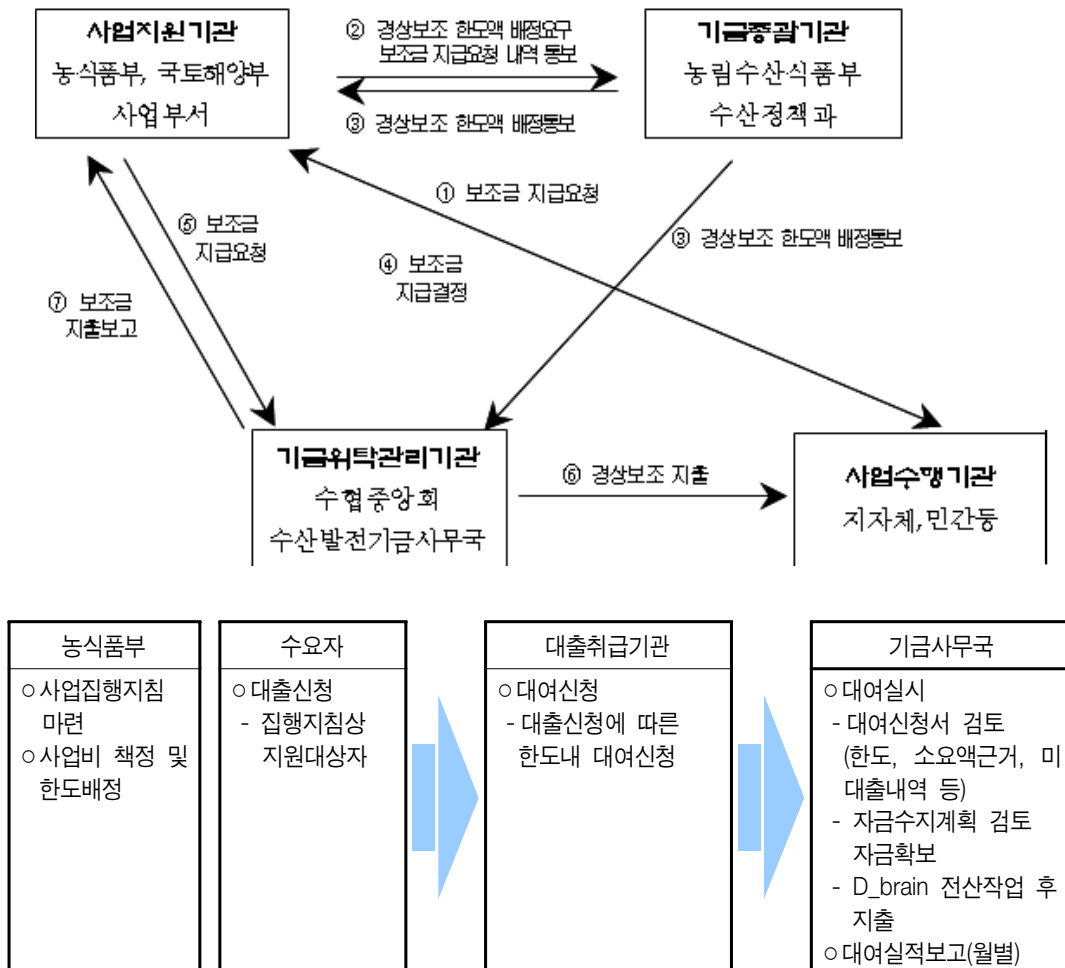 사업지원기관
농식품부, 국토해양부
사업부서
② 경상보조 한도액 배정요구
보조금 지급요청 내역 통보
③ 경상보조 한도액 배정통보
기금총괄기관
농림수산식품부
수산정책과
① 보조금 지급요청
④ 보조금
지급결정
③ 경상보조 한도액 배정통보
⑤ 보조금
지급요청
⑦ 보조금
지출보고
기금위탁관리기관
수협중앙회
수산발전기금사무국
⑥ 경상보조 지출
사업수행기관
지자체,민간등
농식품부
○사업집행지침
마련
○사업비 책정 및
한도배정
수요자
○대출신청
- 집행지침상
지원대상자
대출취급기관
○대여신청
- 대출신청에 따른
한도내 대여신청
기금사무국
○대여실시
- 대여신청서 검토
(한도, 소요액근거, 미
대출내역 등)
- 자금수지계획 검토
자금확보
- D_brain 전산작업 후
지출
○대여실적보고(월별)